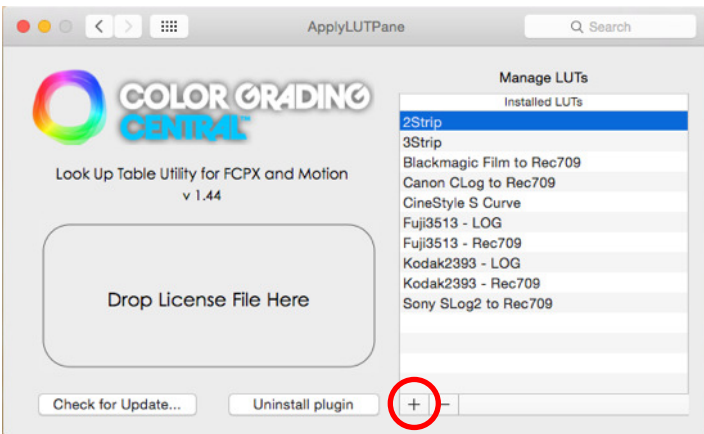 ApplyLUTPane
Search
COLOR GRADING
CENTRAL™
Look Up Table Utility for FCPX and Motion
v 1.44
Drop License File Here
Check for Update...
Uninstall plugin
Manage LUTs
Installed LUTs
2Strip
3Strip
Blackmagic Film to Rec709
Canon CLog to Rec709
CineStyle S Curve
Fuji3513 - LOG
Fuji3513 - Rec709
Kodak2393 - LOG
Kodak2393 - Rec709
Sony SLog2 to Rec709
+ −